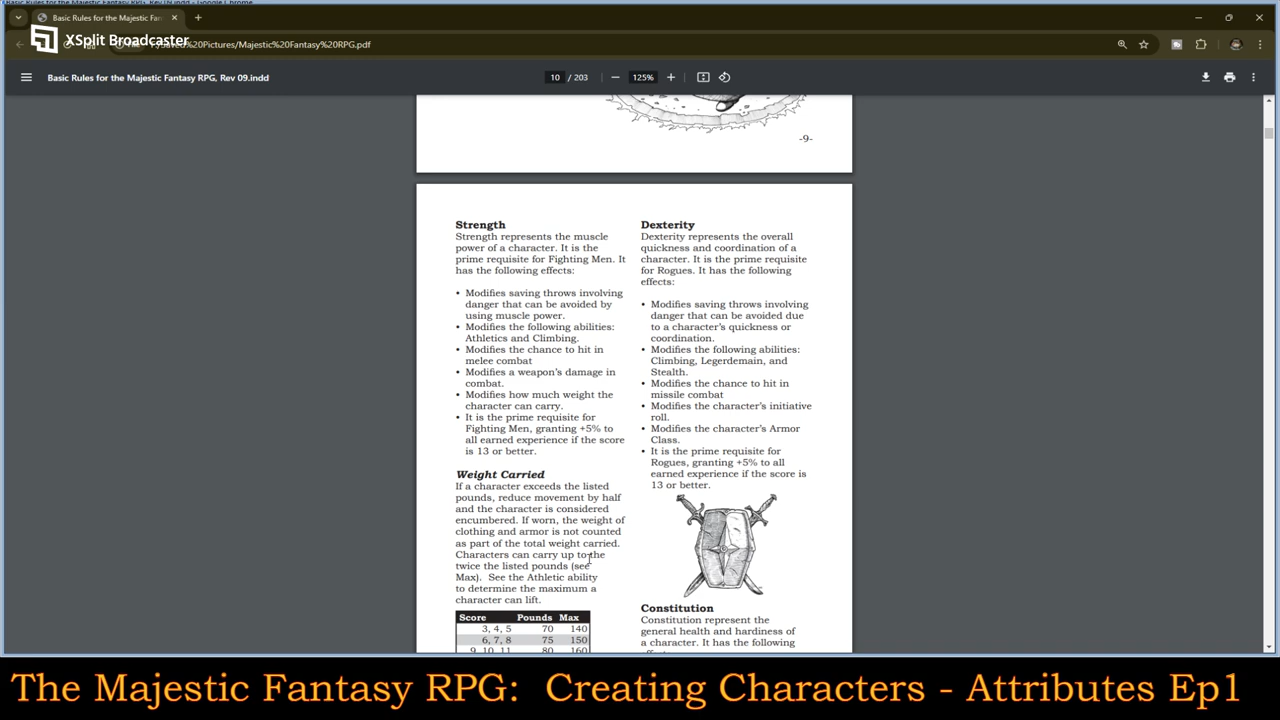 Basic Rules for the Majestic Fan
XSplit Broadcaster
Pictures/Majestic%20Fantasy%20RPG.pdf
Basic Rules for the Majestic Fantasy RPG, Rev 09.indd
10 / 203
125%
-9-
Strength
Strength represents the muscle
power of a character. It is the
prime requisite for Fighting Men. It
has the following effects:
• Modifies saving throws involving
danger that can be avoided by
using muscle power.
• Modifies the following abilities:
Athletics and Climbing.
• Modifies the chance to hit in
melee combat
• Modifies a weapon's damage in
combat.
• Modifies how much weight the
character can carry.
• It is the prime requisite for
Fighting Men, granting +5% to
all earned experience if the score
is 13 or better.
Weight Carried
If a character exceeds the listed
pounds, reduce movement by half
and the character is considered
encumbered. If worn, the weight of
clothing and armor is not counted
as part of the total weight carried.
Characters can carry up to the
twice the listed pounds (see
Max). See the Athletic ability
to determine the maximum a
character can lift.
Score Pounds Max
3, 4, 5 70 140
6, 7, 8 75 150
9, 10, 11 80 160
Dexterity
Dexterity represents the overall
quickness and coordination of a
character. It is the prime requisite
for Rogues. It has the following
effects:
• Modifies saving throws involving
danger that can be avoided due
to a character's quickness or
coordination.
• Modifies the following abilities:
Climbing, Legerdemain, and
Stealth.
• Modifies the chance to hit in
missile combat
• Modifies the character's initiative
roll.
• Modifies the character's Armor
Class.
• It is the prime requisite for
Rogues, granting +5% to all
earned experience if the score is
13 or better.
Constitution
Constitution represent the
general health and hardiness of
a character. It has the following
The Majestic Fantasy RPG: Creating Characters - Attributes Ep1